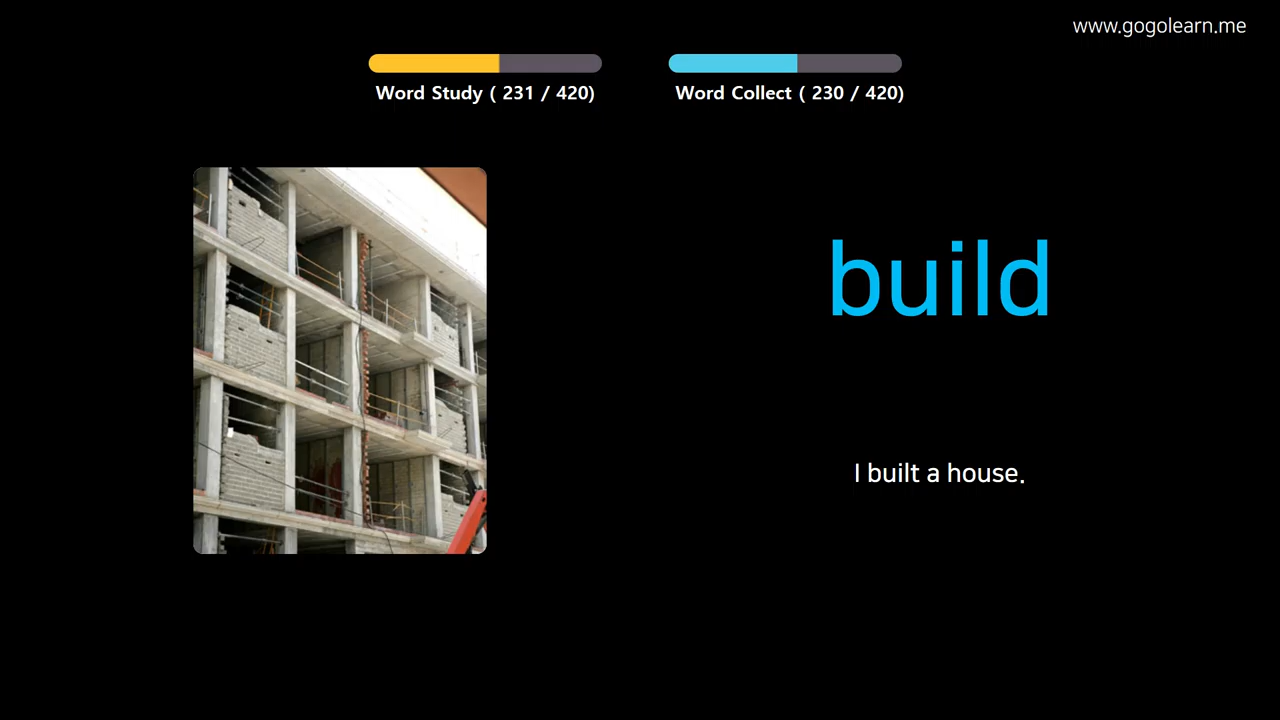 www.gogolearn.me
Word Study ( 231 / 420)
Word Collect ( 230 / 420)
build
I built a house.